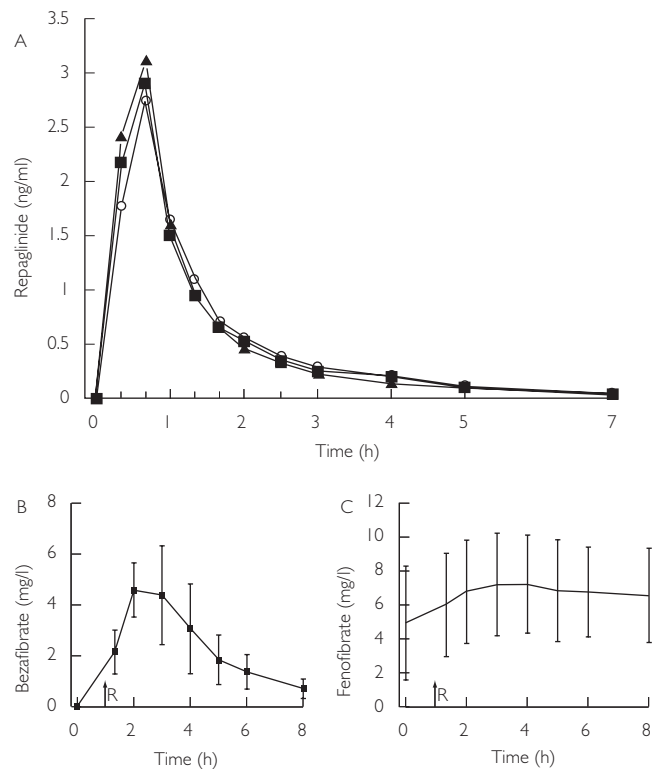 A
3.5
3
2.5
2
1.5
1
0.5
0
Repaglinide (ng/ml)
0 1 2 3 4 5 7
Time (h)
B
8
6
4
2
0
Bezafibrate (mg/l)
R
0 2 4 6 8
Time (h)
C
12
10
8
6
4
2
0
Fenofibrate (mg/l)
R
0 2 4 6 8
Time (h)